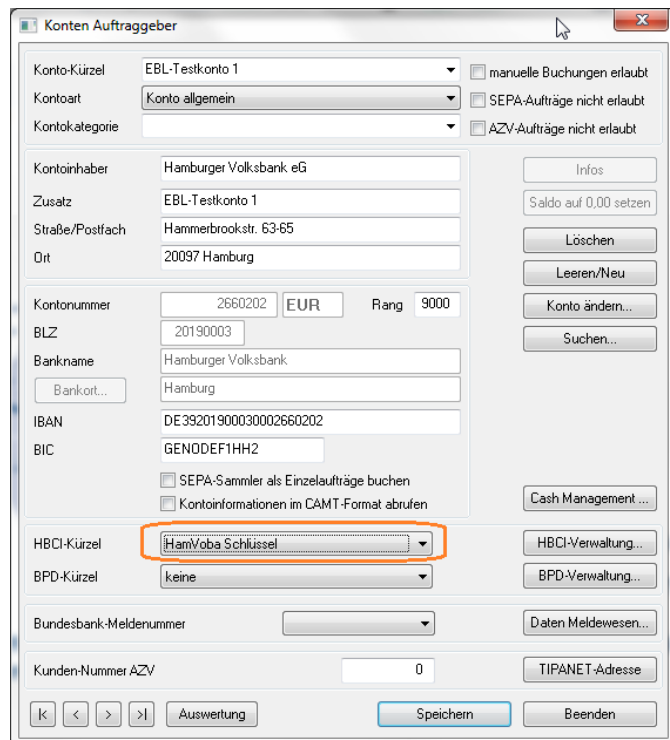 Konten Auftraggeber
Konto-Kürzel EBL-Testkonto 1 manuelle Buchungen erlaubt
Kontoart Konto allgemein SEPA-Aufträge nicht erlaubt
Kontokategorie AZV-Aufträge nicht erlaubt
Kontoinhaber Hamburger Volksbank eG Infos
Zusatz EBL-Testkonto 1 Saldo auf 0,00 setzen
Straße/Postfach Hammerbrookstr. 63-65 Löschen
Ort 20097 Hamburg Leeren/Neu
Kontonummer 2660202 EUR Rang 9000 Konto ändern...
BLZ 20190003 Suchen...
Bankname Hamburger Volksbank
Bankort... Hamburg
IBAN DE39201900030002660202
BIC GENODEF1HH2
SEPA-Sammler als Einzelaufträge buchen
Kontoinformationen im CAMT-Format abrufen Cash Management ...
HBCI-Kürzel HamVoba Schlüssel HBCI-Verwaltung...
BPD-Kürzel keine BPD-Verwaltung...
Bundesbank-Meldenummer Daten Meldewesen...
Kunden-Nummer AZV 0 TIPANET-Adresse
|< < > >| Auswertung Speichern Beenden